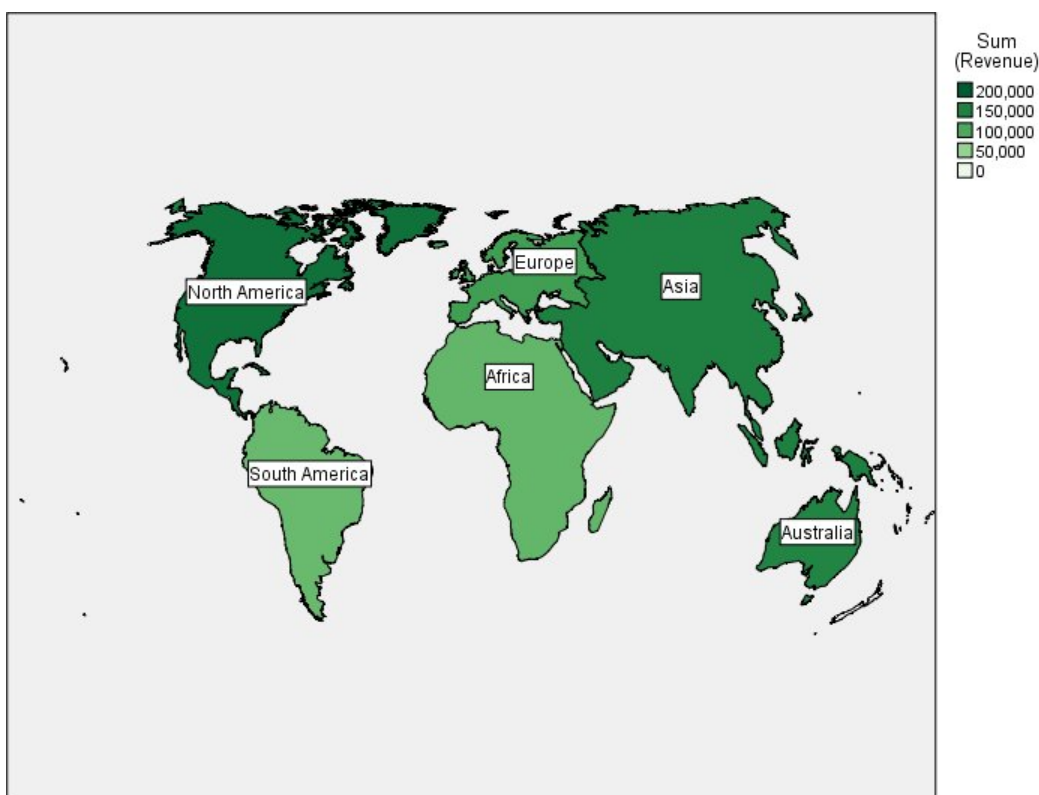 Sum
(Revenue)
200,000
150,000
100,000
50,000
0
Europe
North America
Asia
Africa
South America
Australia